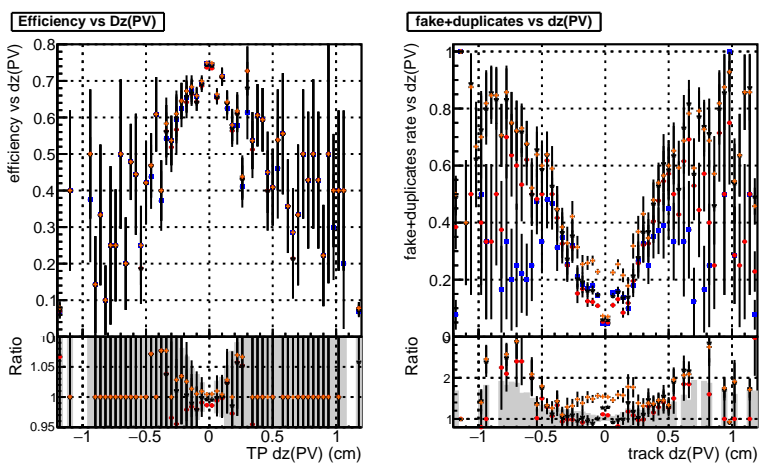 Efficiency vs Dz(PV)
efficiency vs dz(PV)
0.8
0.7
0.6
0.5
0.4
0.3
0.2
0.1
0
Ratio
1.05
1
0.95
−1 −0.5 0 0.5 1
TP dz(PV) (cm)
fake+duplicates vs dz(PV)
fake+duplicates rate vs dz(PV)
1
0.8
0.6
0.4
0.2
Ratio
2
1
−1 −0.5 0 0.5 1
track dz(PV) (cm)